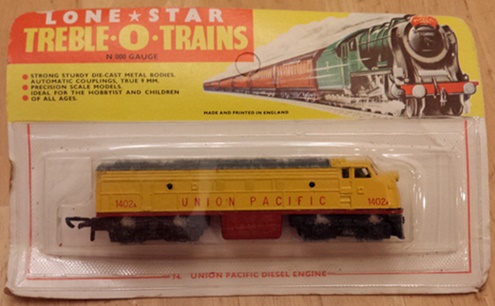 LONE★STAR
TREBLE-O-TRAINS
N 000 GAUGE
• STRONG STURDY DIE-CAST METAL BODIES.
AUTOMATIC COUPLINGS, TRUE 9 MM.
• PRECISION SCALE MODELS.
IDEAL FOR THE HOBBYIST AND CHILDREN
• OF ALL AGES.
MADE AND PRINTED IN ENGLAND
1402A UNION PACIFIC 1402A
UNION PACIFIC DIESEL ENGINE